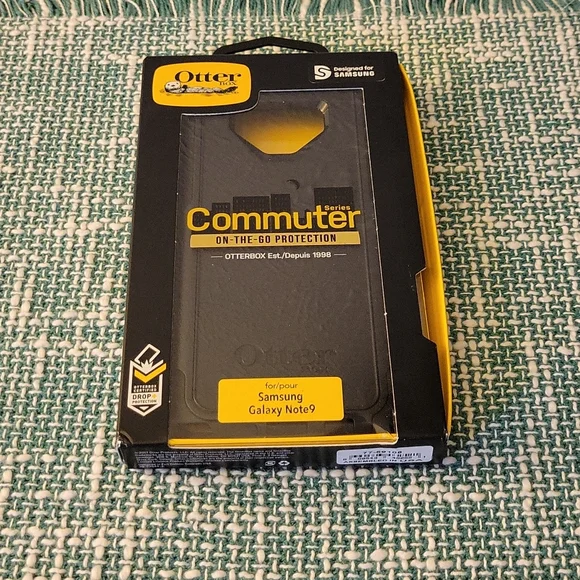 Otter
BOX
Designed for
SAMSUNG
Series
Commuter
ON-THE-GO PROTECTION
OTTERBOX Est./Depuis 1998
Otter
for/pour
Samsung
Galaxy Note9
OTTERBOX
CERTIFIED
DROP+
PROTECTION